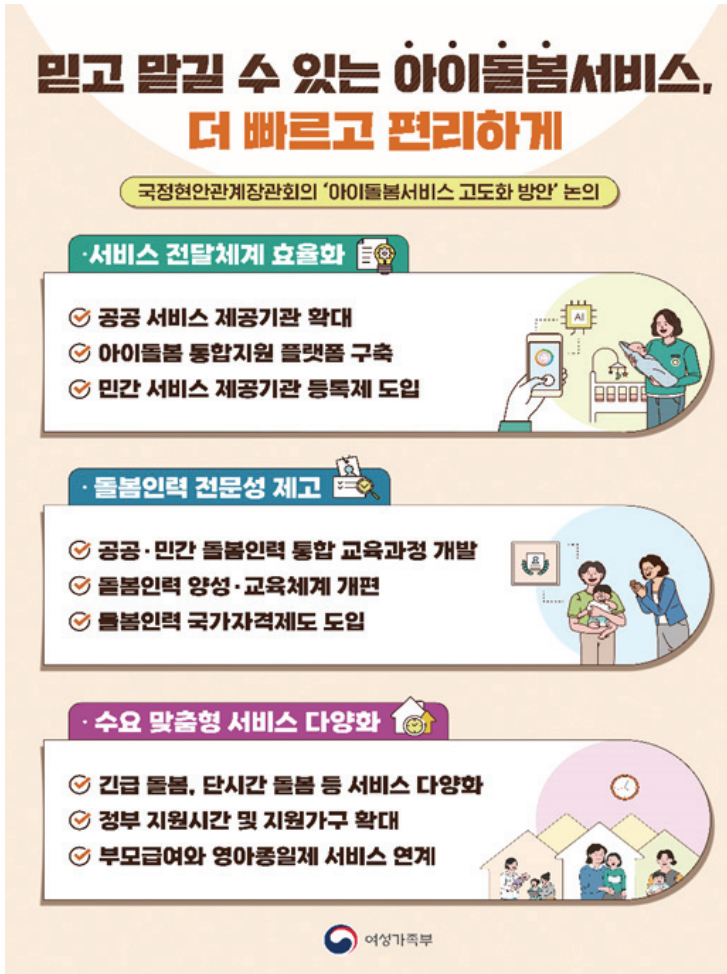 믿고 맡길 수 있는 아이돌봄서비스,
더 빠르고 편리하게
국정현안관계장관회의 '아이돌봄서비스 고도화 방안' 논의
·서비스 전달체계 효율화
공공 서비스 제공기관 확대
아이돌봄 통합지원 플랫폼 구축
민간 서비스 제공기관 등록제 도입
AI
·돌봄인력 전문성 제고
공공·민간 돌봄인력 통합 교육과정 개발
돌봄인력 양성·교육체계 개편
돌봄인력 국가자격제도 도입
·수요 맞춤형 서비스 다양화
긴급 돌봄, 단시간 돌봄 등 서비스 다양화
정부 지원시간 및 지원가구 확대
부모급여와 영아종일제 서비스 연계
여성가족부